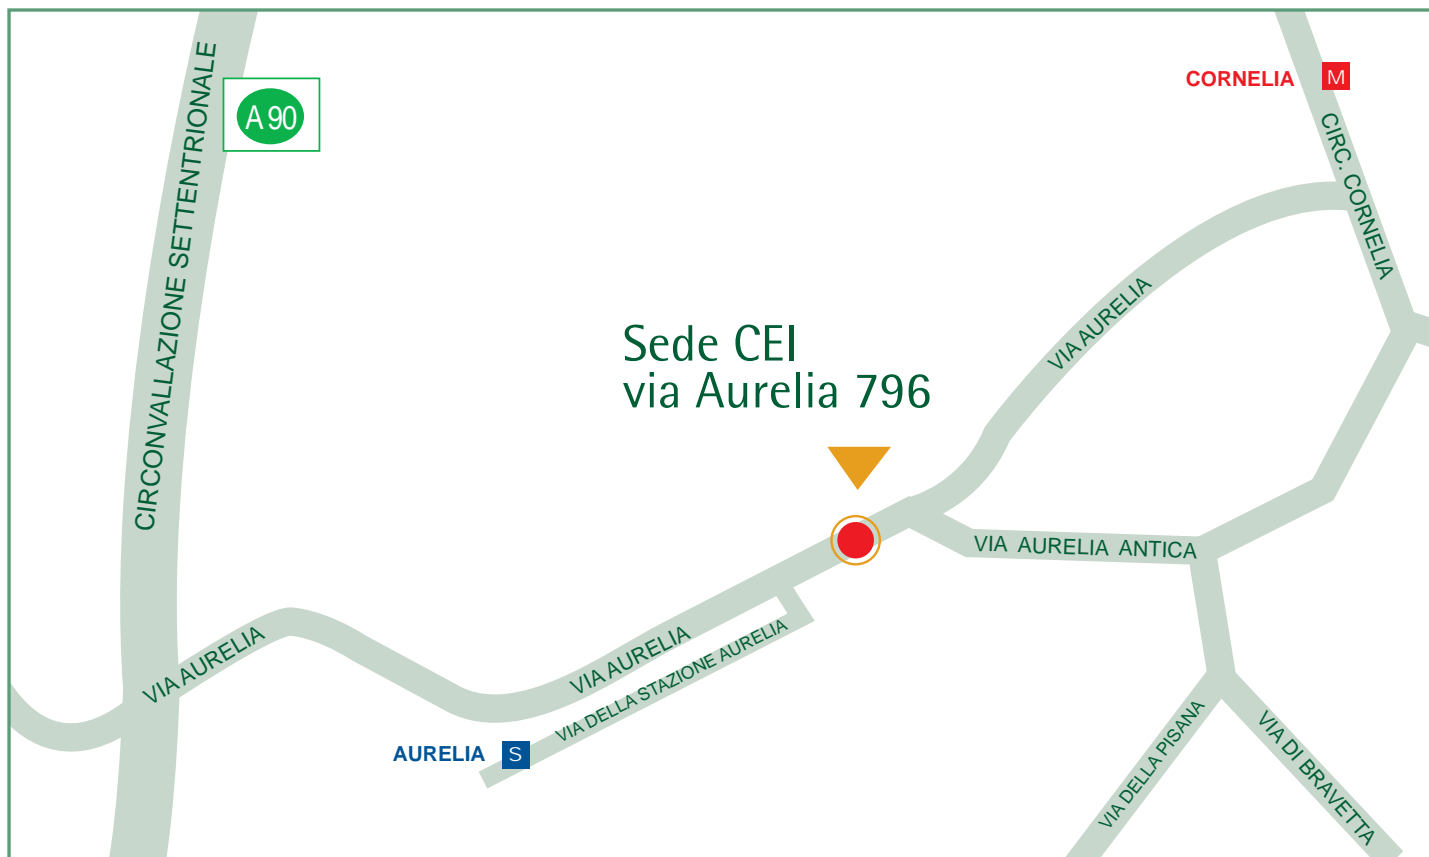 CIRCONVALLAZIONE SETTENTRIONALE
A 90
CORNELIA M
CIRC. CORNELIA
VIA AURELIA
Sede CEI
via Aurelia 796
VIA AURELIA ANTICA
VIA AURELIA
VIA AURELIA
VIA DELLA STAZIONE AURELIA
AURELIA S
VIA DELLA PISANA
VIA DI BRAVETTA